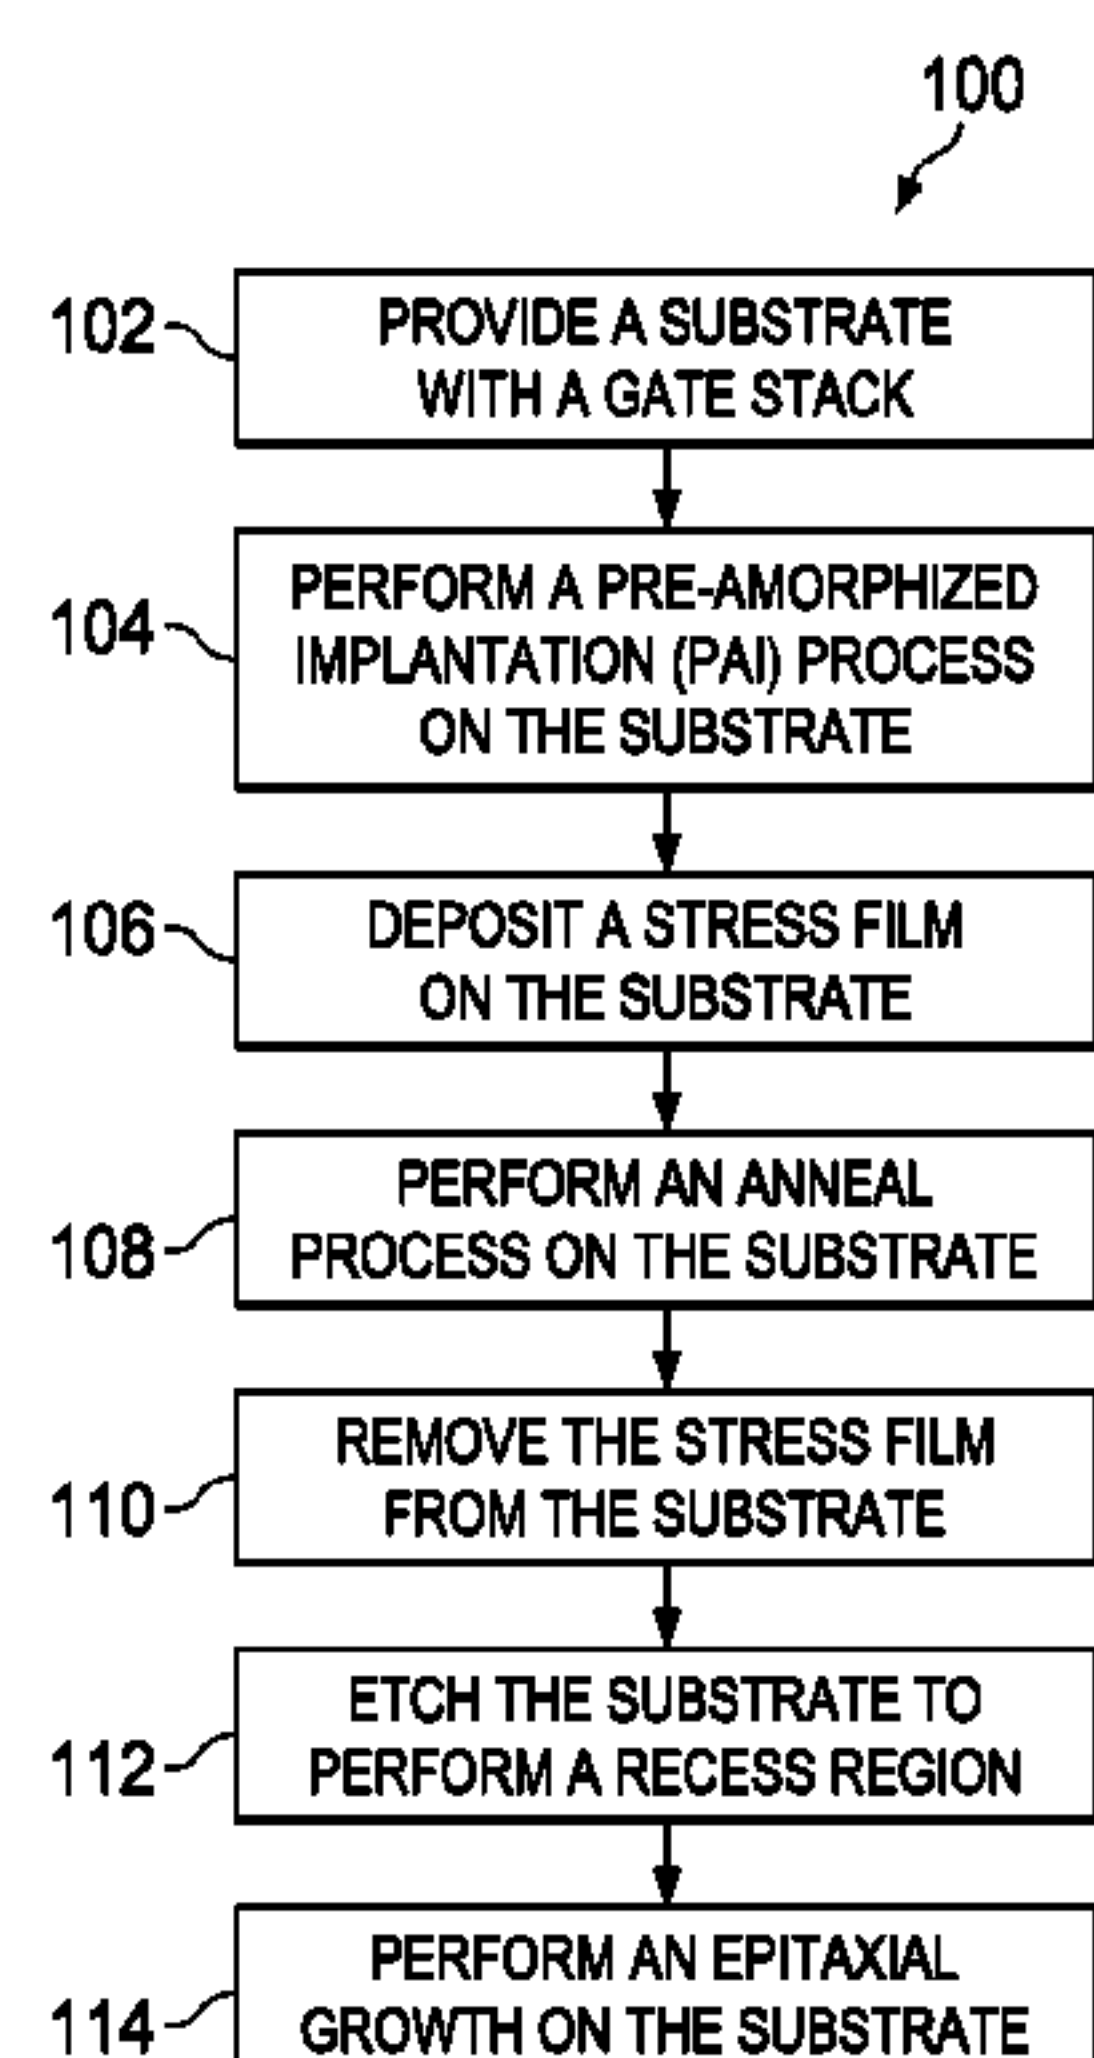 100
102
PROVIDE A SUBSTRATE
WITH A GATE STACK
104
PERFORM A PRE-AMORPHIZED
IMPLANTATION (PAI) PROCESS
ON THE SUBSTRATE
106
DEPOSIT A STRESS FILM
ON THE SUBSTRATE
108
PERFORM AN ANNEAL
PROCESS ON THE SUBSTRATE
110
REMOVE THE STRESS FILM
FROM THE SUBSTRATE
112
ETCH THE SUBSTRATE TO
PERFORM A RECESS REGION
114
PERFORM AN EPITAXIAL
GROWTH ON THE SUBSTRATE